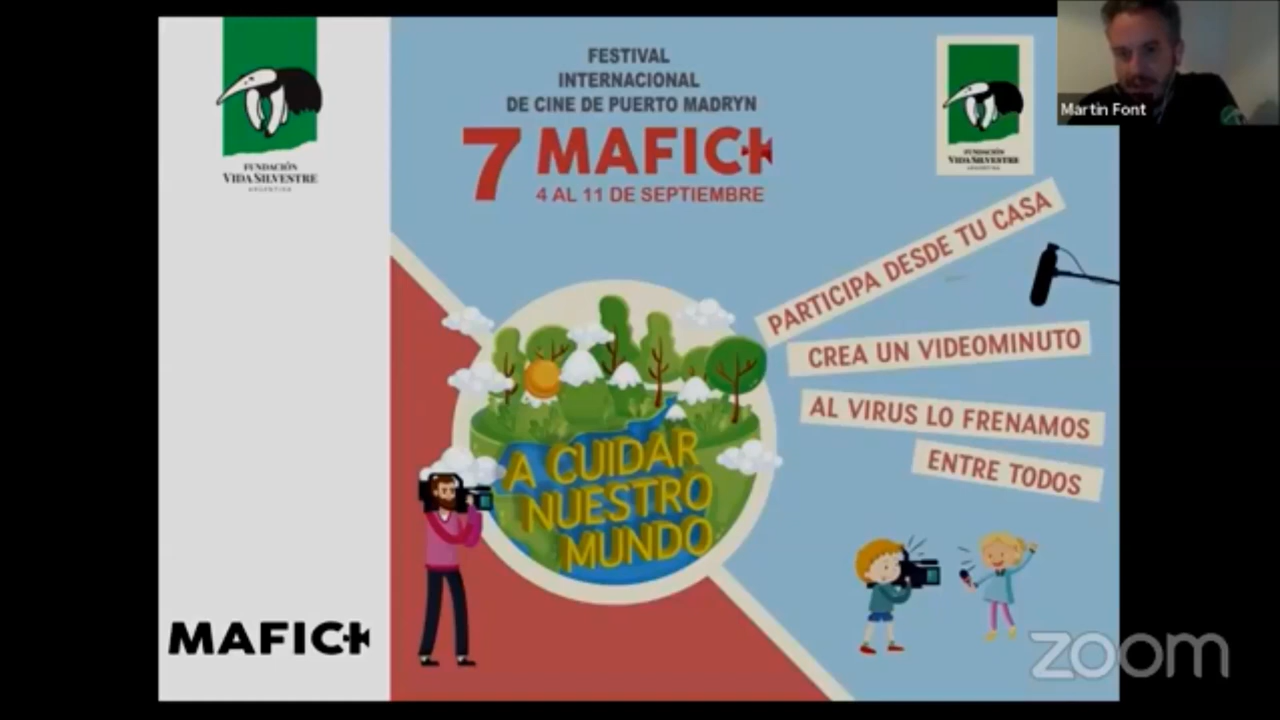 FUNDACIÓN
VIDA SILVESTRE
ARGENTINA
MAFICI
FESTIVAL
INTERNACIONAL
DE CINE DE PUERTO MADRYN
7 MAFICI
4 AL 11 DE SEPTIEMBRE
FUNDACIÓN
VIDA SILVESTRE
ARGENTINA
Martin Font
PARTICIPA DESDE TU CASA
CREA UN VIDEOMINUTO
AL VIRUS LO FRENAMOS
ENTRE TODOS
A CUIDAR
NUESTRO
MUNDO
zoom